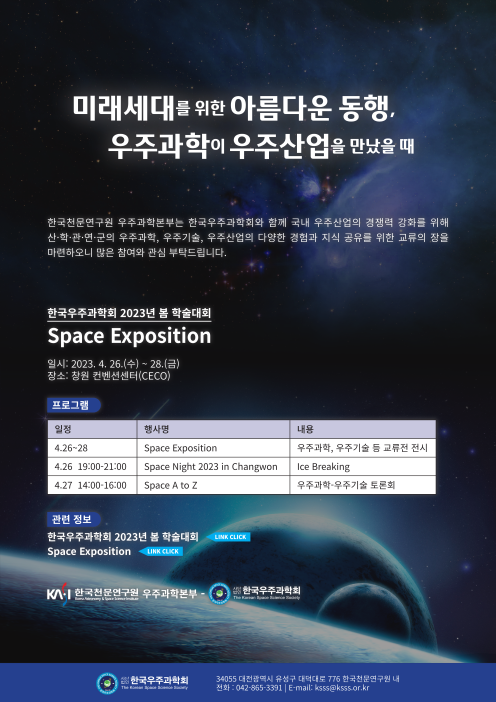 미래세대를 위한 아름다운 동행,
우주과학이 우주산업을 만났을 때
한국천문연구원 우주과학본부는 한국우주과학회와 함께 국내 우주산업의 경쟁력 강화를 위해
산·학·관·연·군의 우주과학, 우주기술, 우주산업의 다양한 경험과 지식 공유를 위한 교류의 장을
마련하오니 많은 참여와 관심 부탁드립니다.
한국우주과학회 2023년 봄 학술대회
Space Exposition
일시: 2023. 4. 26.(수) ~ 28.(금)
장소: 창원 컨벤션센터(CECO)
프로그램
일정 행사명 내용
4.26~28 Space Exposition 우주과학, 우주기술 등 교류전 전시
4.26 19:00-21:00 Space Night 2023 in Changwon Ice Breaking
4.27 14:00-16:00 Space A to Z 우주과학-우주기술 토론회
관련 정보
한국우주과학회 2023년 봄 학술대회 LINK CLICK
Space Exposition LINK CLICK
KASI 한국천문연구원 우주과학본부 - 한국우주과학회
Korea Astronomy & Space Science Institute The Korean Space Science Society
한국우주과학회
The Korean Space Science Society
34055 대전광역시 유성구 대덕대로 776 한국천문연구원 내
전화 : 042-865-3391 | E-mail: ksss@ksss.or.kr